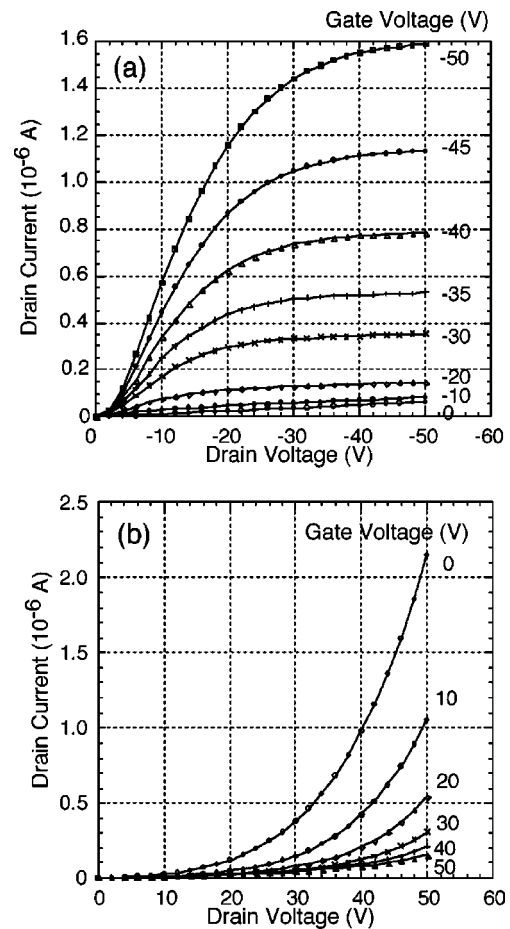 Gate Voltage (V)
(a)
1.6
1.4
1.2
1.0
0.8
0.6
0.4
0.2
0
Drain Current (10-6 A)
-50
-45
-40
-35
-30
-20
-10
0
0 -10 -20 -30 -40 -50 -60
Drain Voltage (V)
(b)
Gate Voltage (V)
2.5
2.0
1.5
1.0
0.5
0
Drain Current (10-6 A)
0
10
20
30
40
50
0 10 20 30 40 50 60
Drain Voltage (V)